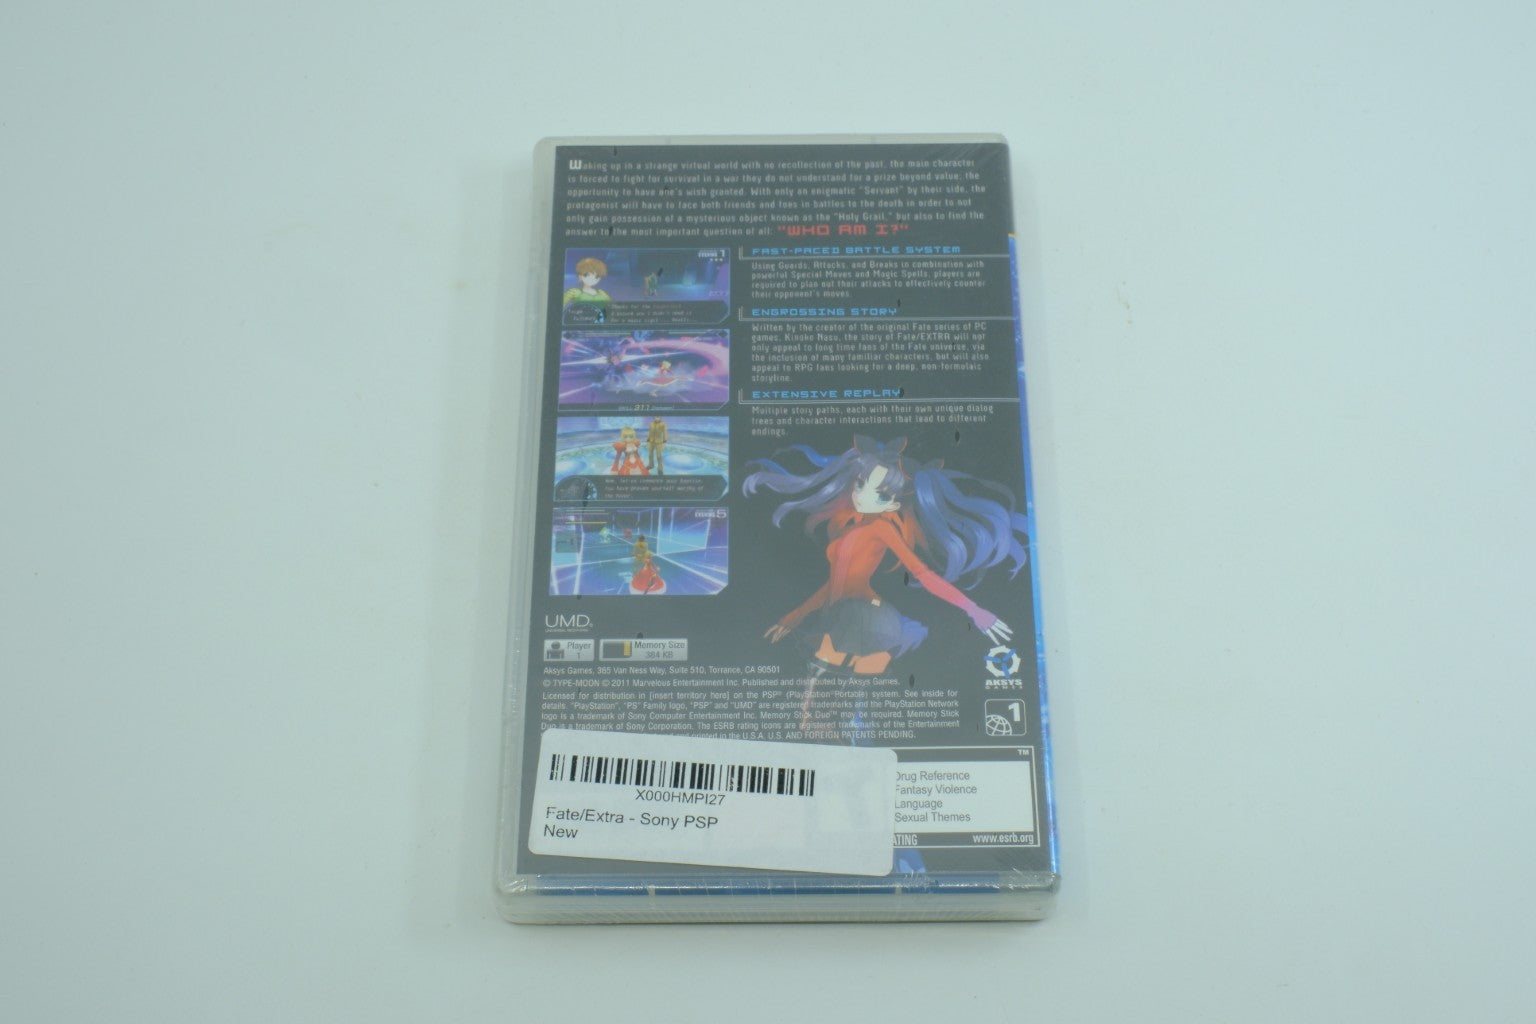 Waking up in a strange virtual world with no recollection of the past, the main character
is forced to fight for survival in a war they do not understand for a prize beyond value; the
opportunity to have one's wish granted. With only an enigmatic "Servant" by their side, the
protagonist will have to face both friends and foes in battles to the death in order to not
only gain possession of a mysterious object known as the "Holy Grail," but also to find the
answer to the most important question of all: "WHO AM I?"
FAST-PACED BATTLE SYSTEM
Using Guards, Attacks, and Breaks in combination with
powerful Special Moves and Magic Spells, players are
required to plan out their attacks to effectively counter
their opponent's moves.
ENGROSSING STORY
Written by the creator of the original Fate series of PC
games, Kinoko Nasu, the story of Fate/EXTRA will not
only appeal to long time fans of the Fate universe, via
the inclusion of many familiar characters, but will also
appeal to RPG fans looking for a deep, non-formulaic
storyline.
EXTENSIVE REPLAY
Multiple story paths, each with their own unique dialog
trees and character interactions that lead to different
endings.
UMD
Player
1
Memory Size
384 KB
AKSYS
GAMES
1
Aksys Games, 365 Van Ness Way, Suite 510, Torrance, CA 90501
© TYPE-MOON © 2011 Marvelous Entertainment Inc. Published and distributed by Aksys Games.
Licensed for distribution in [insert territory here] on the PSP® (PlayStation®Portable) system. See inside for
details. "PlayStation", "PS" Family logo, "PSP" and "UMD" are registered trademarks and the PlayStation Network
logo is a trademark of Sony Computer Entertainment Inc. Memory Stick Duo™ may be required. Memory Stick
Duo is a trademark of Sony Corporation. The ESRB rating icons are registered trademarks of the Entertainment
and printed in the U.S.A. U.S. AND FOREIGN PATENTS PENDING.
X000HMPI27
Fate/Extra - Sony PSP
New
TM
Drug Reference
Fantasy Violence
Language
Sexual Themes
ATING
www.esrb.org